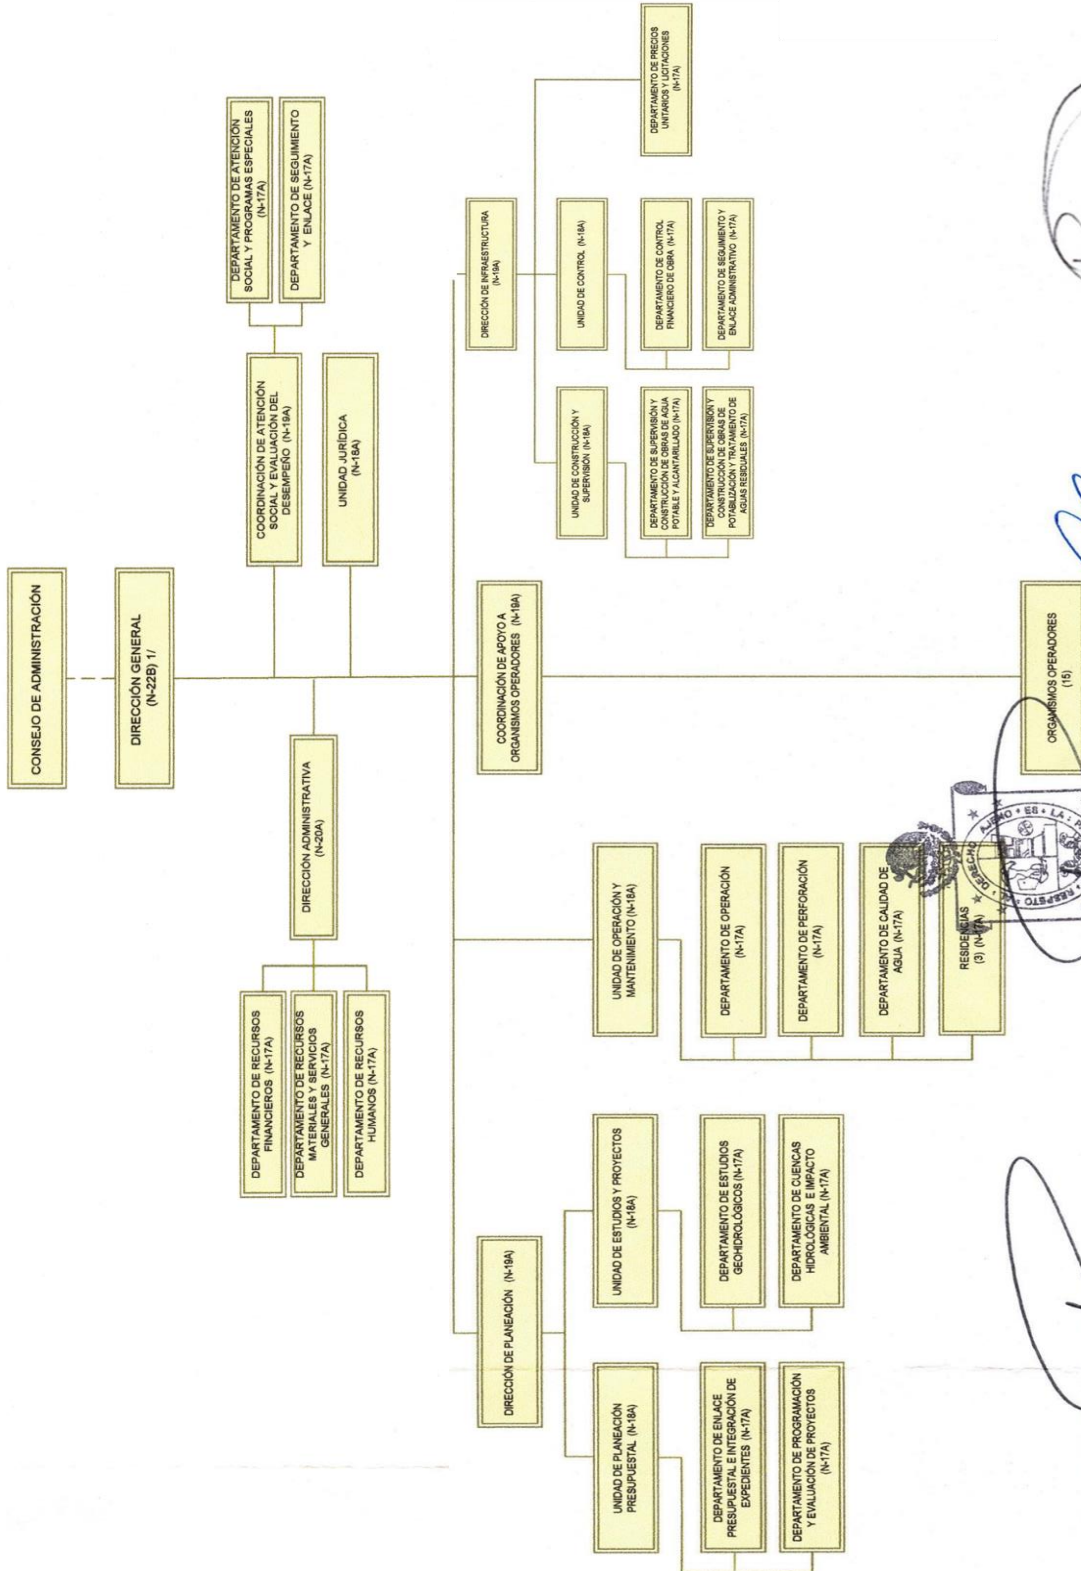 CONSEJO DE ADMINISTRACIÓN
DIRECCIÓN GENERAL
(N-22B) 1/
DEPARTAMENTO DE RECURSOS
FINANCIEROS (N-17A)
DEPARTAMENTO DE RECURSOS
MATERIALES Y SERVICIOS
GENERALES (N-17A)
DEPARTAMENTO DE RECURSOS
HUMANOS (N-17A)
DIRECCIÓN ADMINISTRATIVA
(N-20A)
COORDINACIÓN DE ATENCIÓN
SOCIAL Y EVALUACIÓN DEL
DESEMPEÑO (N-19A)
DEPARTAMENTO DE ATENCIÓN
SOCIAL Y PROGRAMAS ESPECIALES
(N-17A)
DEPARTAMENTO DE SEGUIMIENTO
Y ENLACE (N-17A)
UNIDAD JURÍDICA
(N-18A)
DIRECCIÓN DE PLANEACIÓN (N-19A)
COORDINACIÓN DE APOYO A
ORGANISMOS OPERADORES (N-19A)
DIRECCIÓN DE INFRAESTRUCTURA
(N-19A)
UNIDAD DE PLANEACIÓN
PRESUPUESTAL (N-18A)
DEPARTAMENTO DE ENLACE
PRESUPUESTAL E INTEGRACIÓN DE
EXPEDIENTES (N-17A)
DEPARTAMENTO DE PROGRAMACIÓN
Y EVALUACIÓN DE PROYECTOS
(N-17A)
UNIDAD DE ESTUDIOS Y PROYECTOS
(N-18A)
DEPARTAMENTO DE ESTUDIOS
GEOHIDROLÓGICOS (N-17A)
DEPARTAMENTO DE CUENCAS
HIDROLÓGICAS E IMPACTO
AMBIENTAL (N-17A)
UNIDAD DE OPERACIÓN Y
MANTENIMIENTO (N-18A)
DEPARTAMENTO DE OPERACIÓN
(N-17A)
DEPARTAMENTO DE PERFORACIÓN
(N-17A)
DEPARTAMENTO DE CALIDAD DE
AGUA (N-17A)
RESIDENCIAS
(3) (N-17A)
ORGANISMOS OPERADORES
(15)
UNIDAD DE CONSTRUCCIÓN Y
SUPERVISIÓN (N-18A)
DEPARTAMENTO DE SUPERVISIÓN Y
CONSTRUCCIÓN DE OBRAS DE AGUA
POTABLE Y ALCANTARILLADO (N-17A)
DEPARTAMENTO DE SUPERVISIÓN Y
CONSTRUCCIÓN DE OBRAS DE
POTABILIZACIÓN Y TRATAMIENTO DE
AGUAS RESIDUALES (N-17A)
UNIDAD DE CONTROL (N-18A)
DEPARTAMENTO DE CONTROL
FINANCIERO DE OBRA (N-17A)
DEPARTAMENTO DE SEGUIMIENTO Y
ENLACE ADMINISTRATIVO (N-17A)
DEPARTAMENTO DE PRECIOS
UNITARIOS Y LICITACIONES
(N-17A)
RESPETO AL DERECHO AJENO ES LA